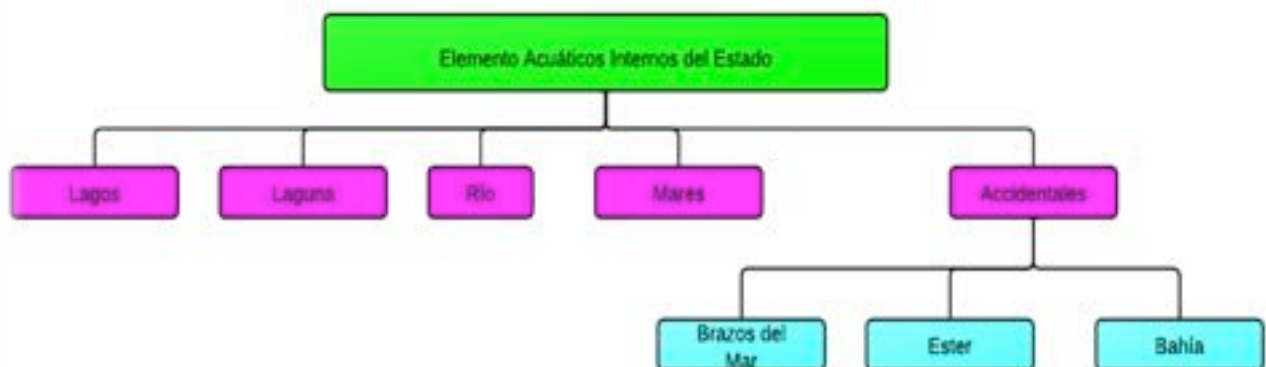 Elemento Acuáticos Internos del Estado
Lagos
Laguna
Río
Mares
Accidentales
Brazos del
Mar
Ester
Bahía